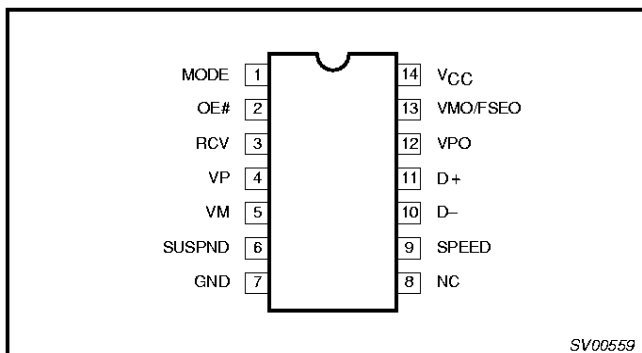 MODE 1 14 VCC
OE# 2 13 VMO/FSEO
RCV 3 12 VPO
VP 4 11 D+
VM 5 10 D–
SUSPND 6 9 SPEED
GND 7 8 NC
SV00559